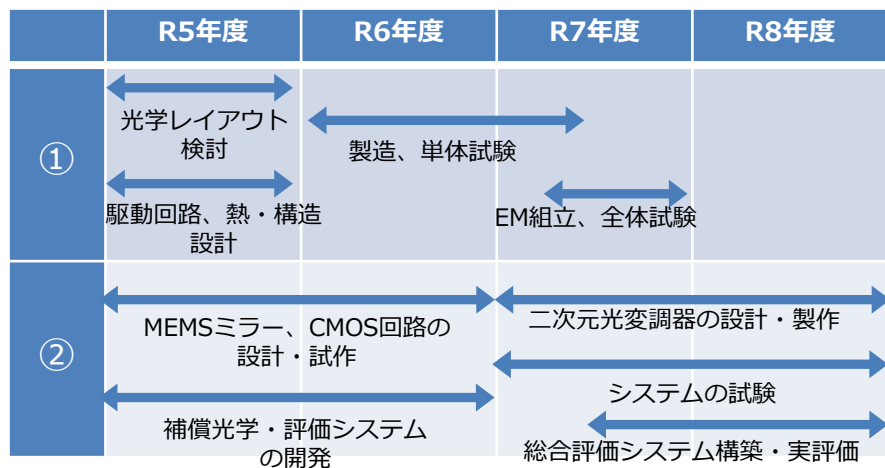 R5年度 R6年度 R7年度 R8年度
①
光学レイアウト
検討
製造、単体試験
駆動回路、熱・構造
設計
EM組立、全体試験
②
MEMSミラー、CMOS回路の
設計・試作
二次元光変調器の設計・製作
システムの試験
補償光学・評価システム
の開発
総合評価システム構築・実評価